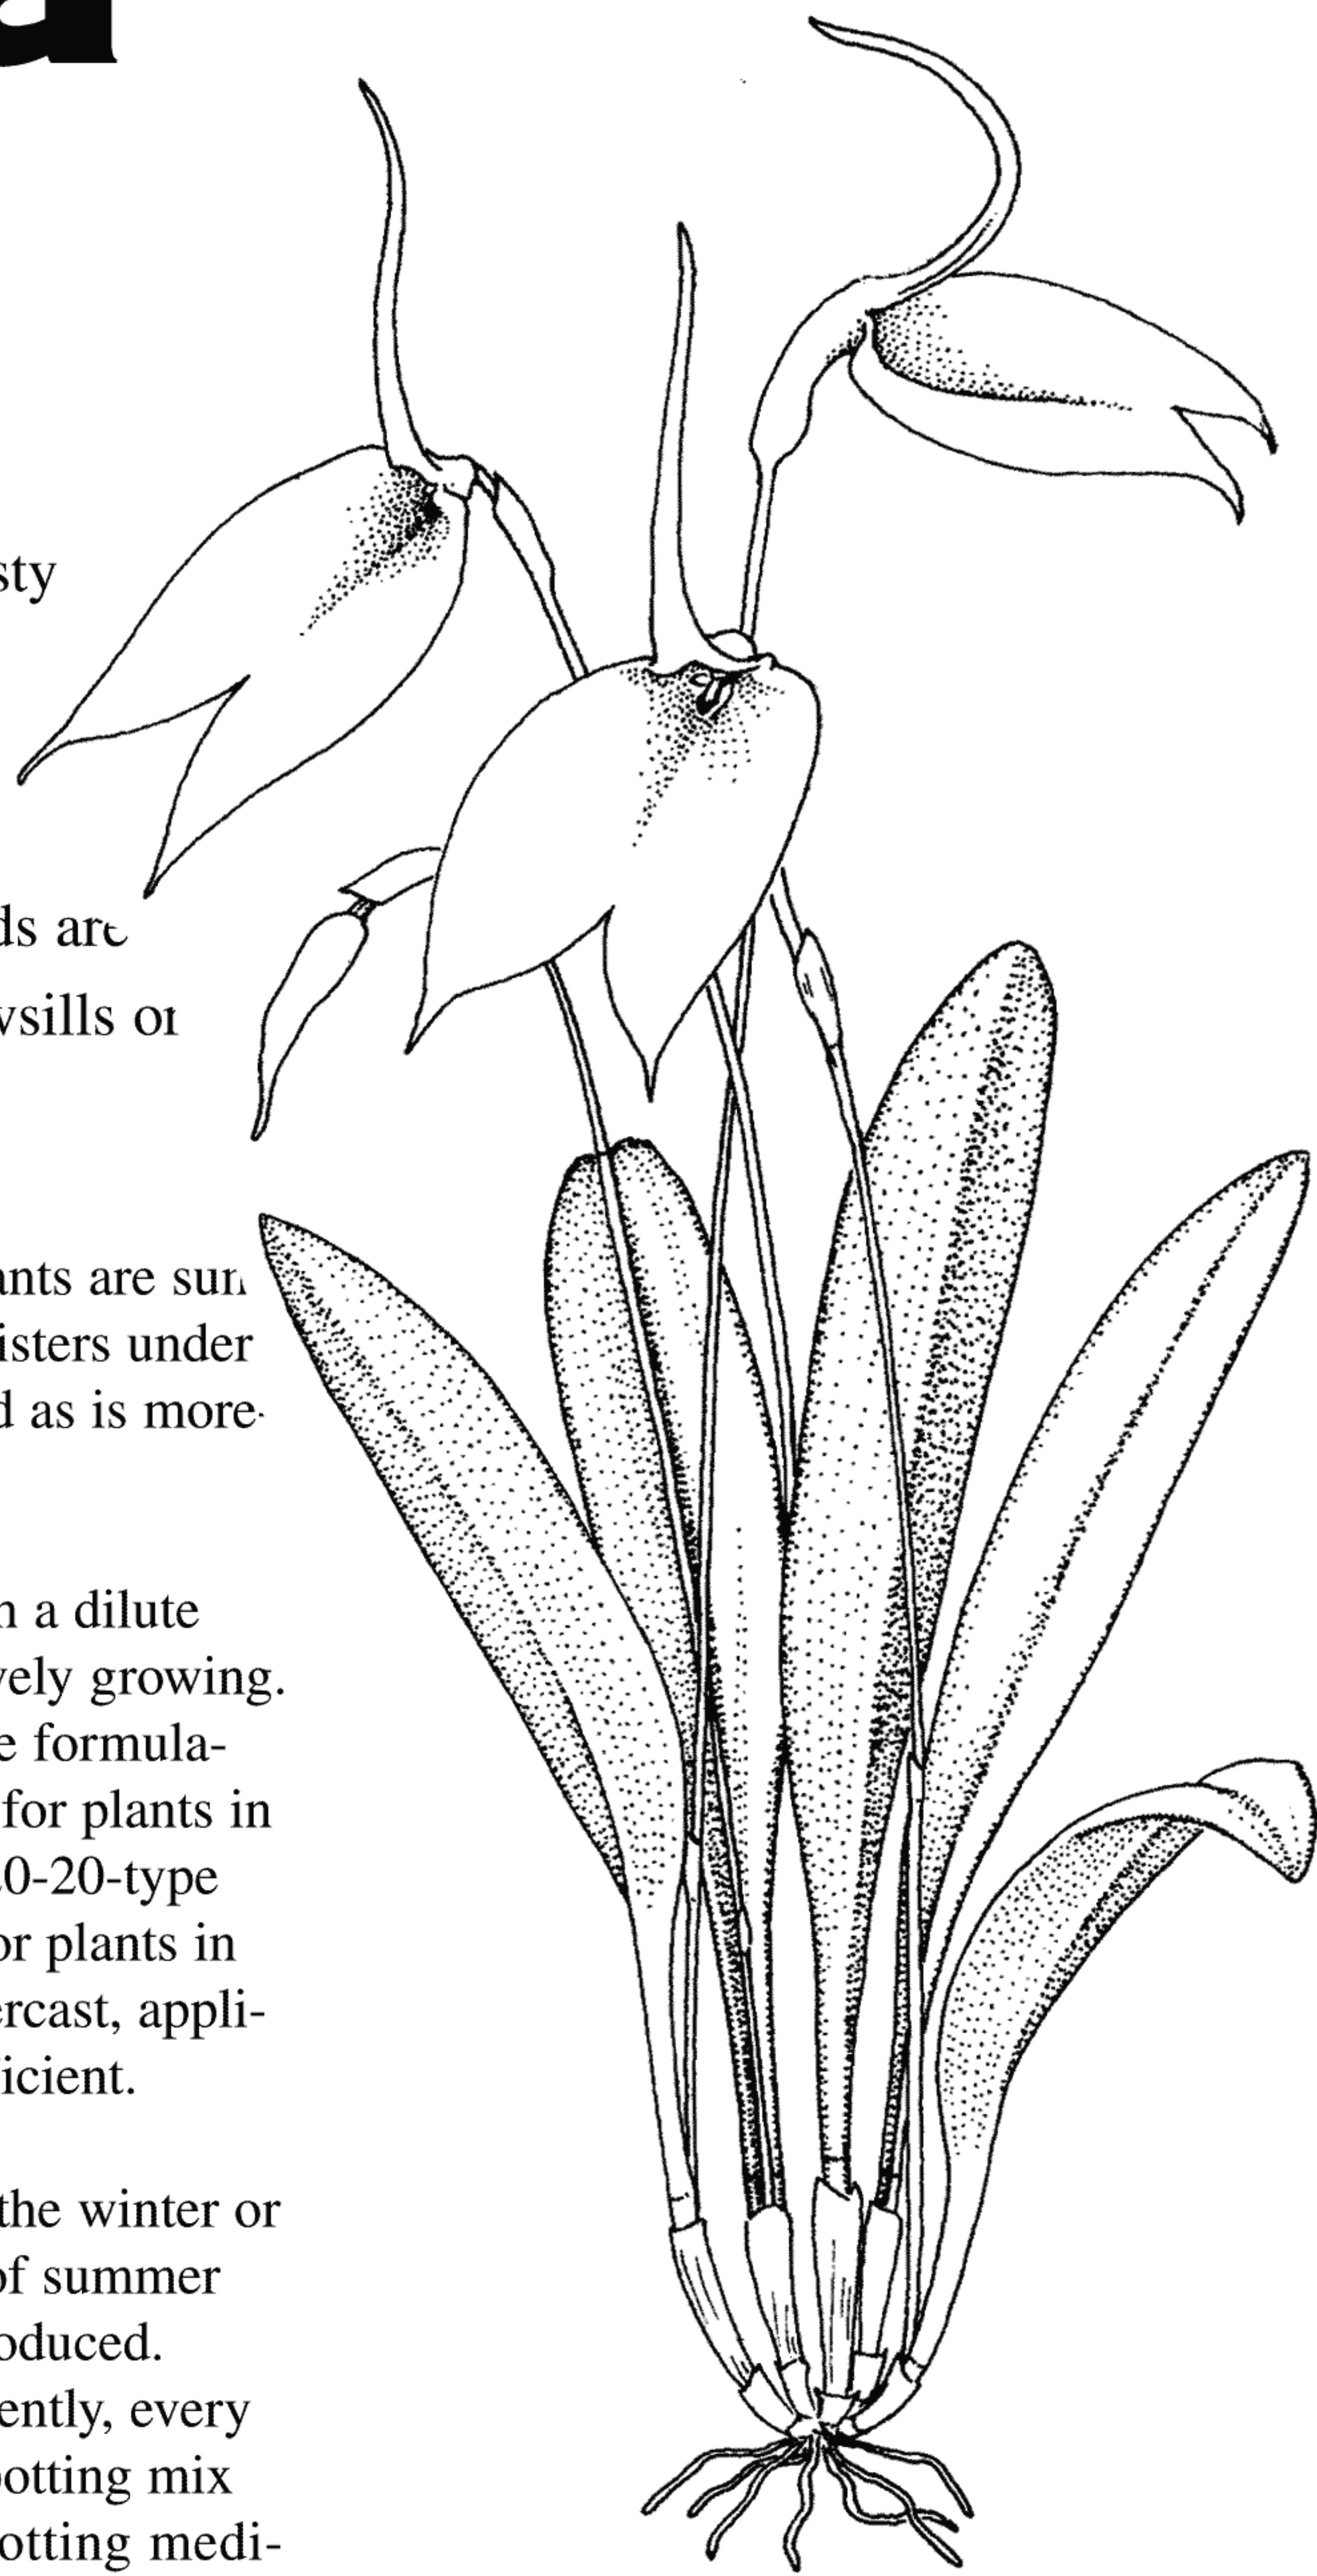 a
sty
ds are
wsills or
ants are sun
isters under
d as is more
n a dilute
vely growing.
e formula-
for plants in
0-20-type
or plants in
ercast, appli-
icient.
the winter or
of summer
oduced.
ently, every
potting mix
otting medi-